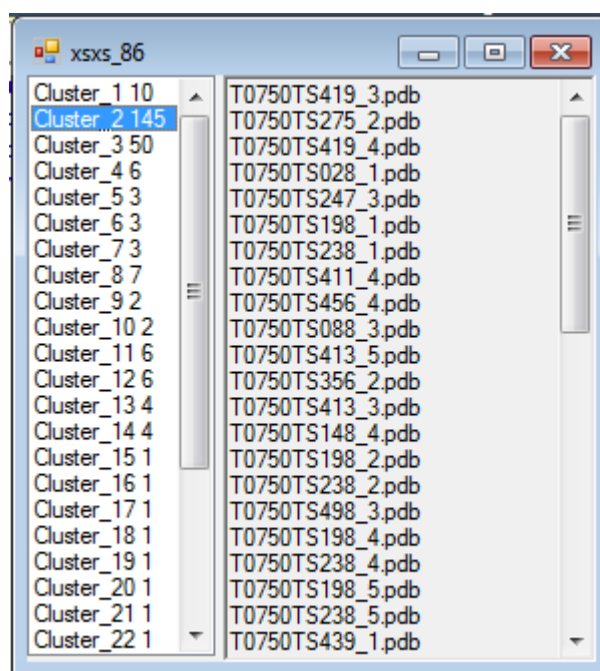 xsxs_86
Cluster_1 10
Cluster_2 145
Cluster_3 50
Cluster_4 6
Cluster_5 3
Cluster_6 3
Cluster_7 3
Cluster_8 7
Cluster_9 2
Cluster_10 2
Cluster_11 6
Cluster_12 6
Cluster_13 4
Cluster_14 4
Cluster_15 1
Cluster_16 1
Cluster_17 1
Cluster_18 1
Cluster_19 1
Cluster_20 1
Cluster_21 1
Cluster_22 1
T0750TS419_3.pdb
T0750TS275_2.pdb
T0750TS419_4.pdb
T0750TS028_1.pdb
T0750TS247_3.pdb
T0750TS198_1.pdb
T0750TS238_1.pdb
T0750TS411_4.pdb
T0750TS456_4.pdb
T0750TS088_3.pdb
T0750TS413_5.pdb
T0750TS356_2.pdb
T0750TS413_3.pdb
T0750TS148_4.pdb
T0750TS198_2.pdb
T0750TS238_2.pdb
T0750TS498_3.pdb
T0750TS198_4.pdb
T0750TS238_4.pdb
T0750TS198_5.pdb
T0750TS238_5.pdb
T0750TS439_1.pdb